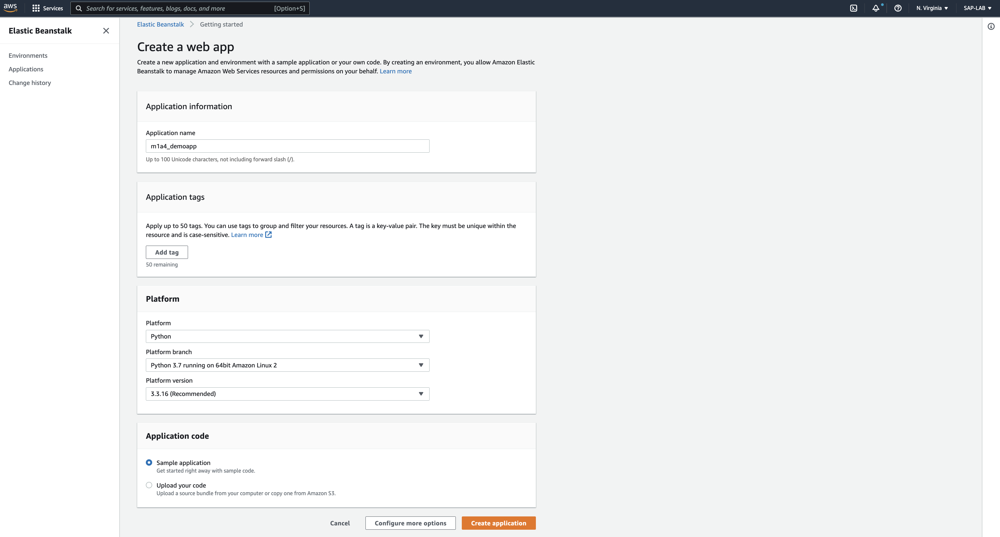 aws
Services
Search for services, features, blogs, docs, and more
[Option+S]
N. Virginia
SAP-LAB
Elastic Beanstalk
Environments
Applications
Change history
Elastic Beanstalk
Getting started
Create a web app
Create a new application and environment with a sample application or your own code. By creating an environment, you allow Amazon Elastic
Beanstalk to manage Amazon Web Services resources and permissions on your behalf. Learn more
Application information
Application name
m1a4_demoapp
Up to 100 Unicode characters, not including forward slash (/).
Application tags
Apply up to 50 tags. You can use tags to group and filter your resources. A tag is a key-value pair. The key must be unique within the
resource and is case-sensitive. Learn more
Add tag
50 remaining
Platform
Platform
Python
Platform branch
Python 3.7 running on 64bit Amazon Linux 2
Platform version
3.3.16 (Recommended)
Application code
Sample application
Get started right away with sample code.
Upload your code
Upload a source bundle from your computer or copy one from Amazon S3.
Cancel
Configure more options
Create application